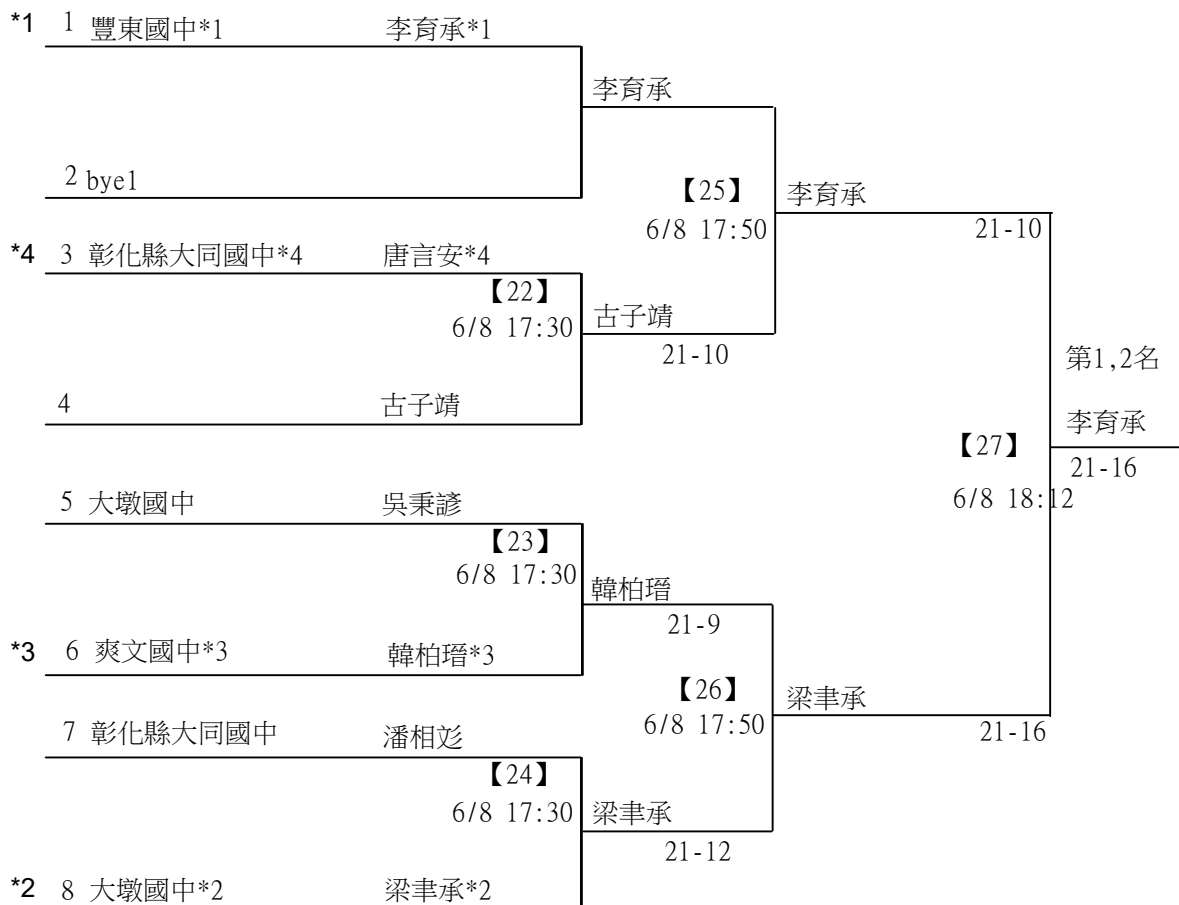 *1 1 豐東國中*1 李育承*1
李育承
2 bye1
【25】 李育承
6/8 17:50 21-10
*4 3 彰化縣大同國中*4 唐言安*4
【22】
6/8 17:30 古子靖
21-10
第1,2名
4 古子靖
李育承
【27】
21-16
5 大墩國中 吳秉諺
6/8 18:12
【23】
6/8 17:30 韓柏瑨
21-9
*3 6 爽文國中*3 韓柏瑨*3
【26】 梁聿承
6/8 17:50 21-16
7 彰化縣大同國中 潘相彣
【24】
6/8 17:30 梁聿承
21-12
*2 8 大墩國中*2 梁聿承*2